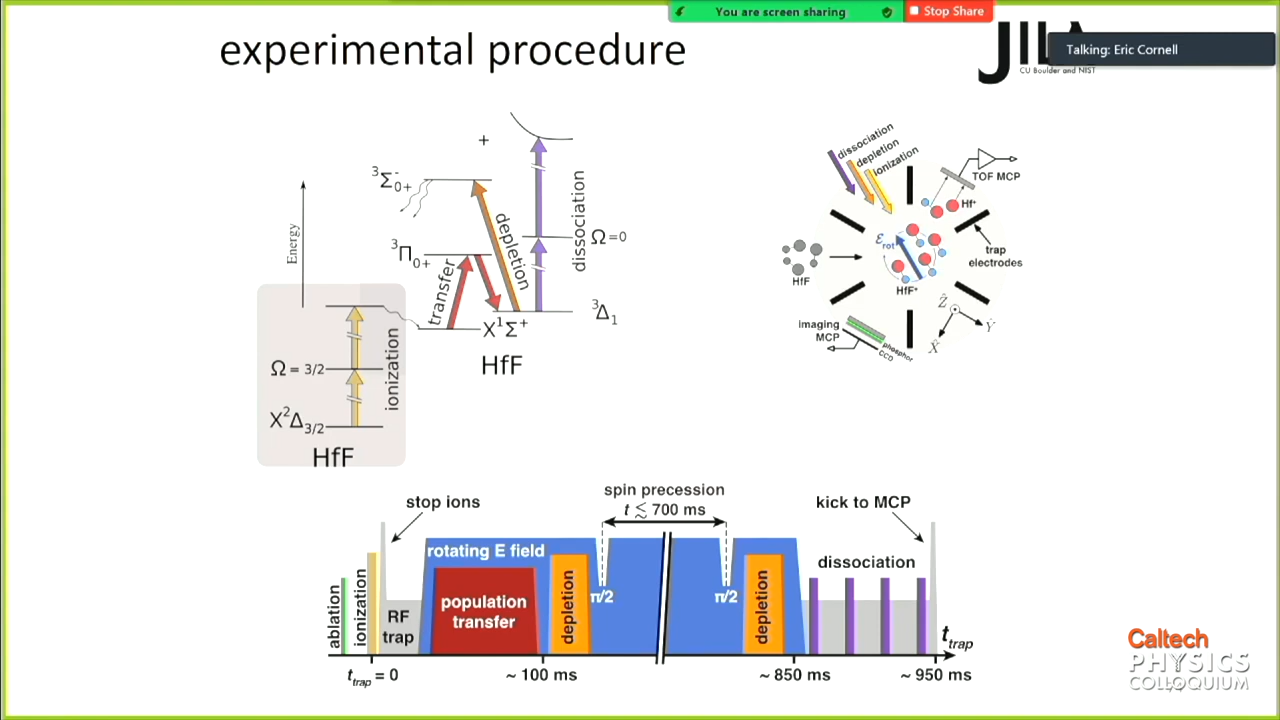 You are screen sharing
Stop Share
experimental procedure
JILA
Talking: Eric Cornell
CU Boulder and NIST
Energy
+
³Σ⁻₀₊
³Π₀₊
transfer
depletion
dissociation
Ω=0
³Δ₁
X¹Σ⁺
HfF
ionization
Ω = 3/2
X²Δ₃/₂
HfF
dissociation
depletion
ionization
TOF MCP
Hf⁺
ℰrot
trap
electrodes
HfF
HfF⁺
imaging
MCP
phosphor
CCD
Ẑ
Ŷ
X̂
stop ions
spin precession
t ≲ 700 ms
kick to MCP
rotating E field
dissociation
ablation
ionization
RF
trap
population
transfer
depletion
π/2
π/2
depletion
t trap
t trap = 0
~ 100 ms
~ 850 ms
~ 950 ms
Caltech
PHYSICS
COLLOQUIUM